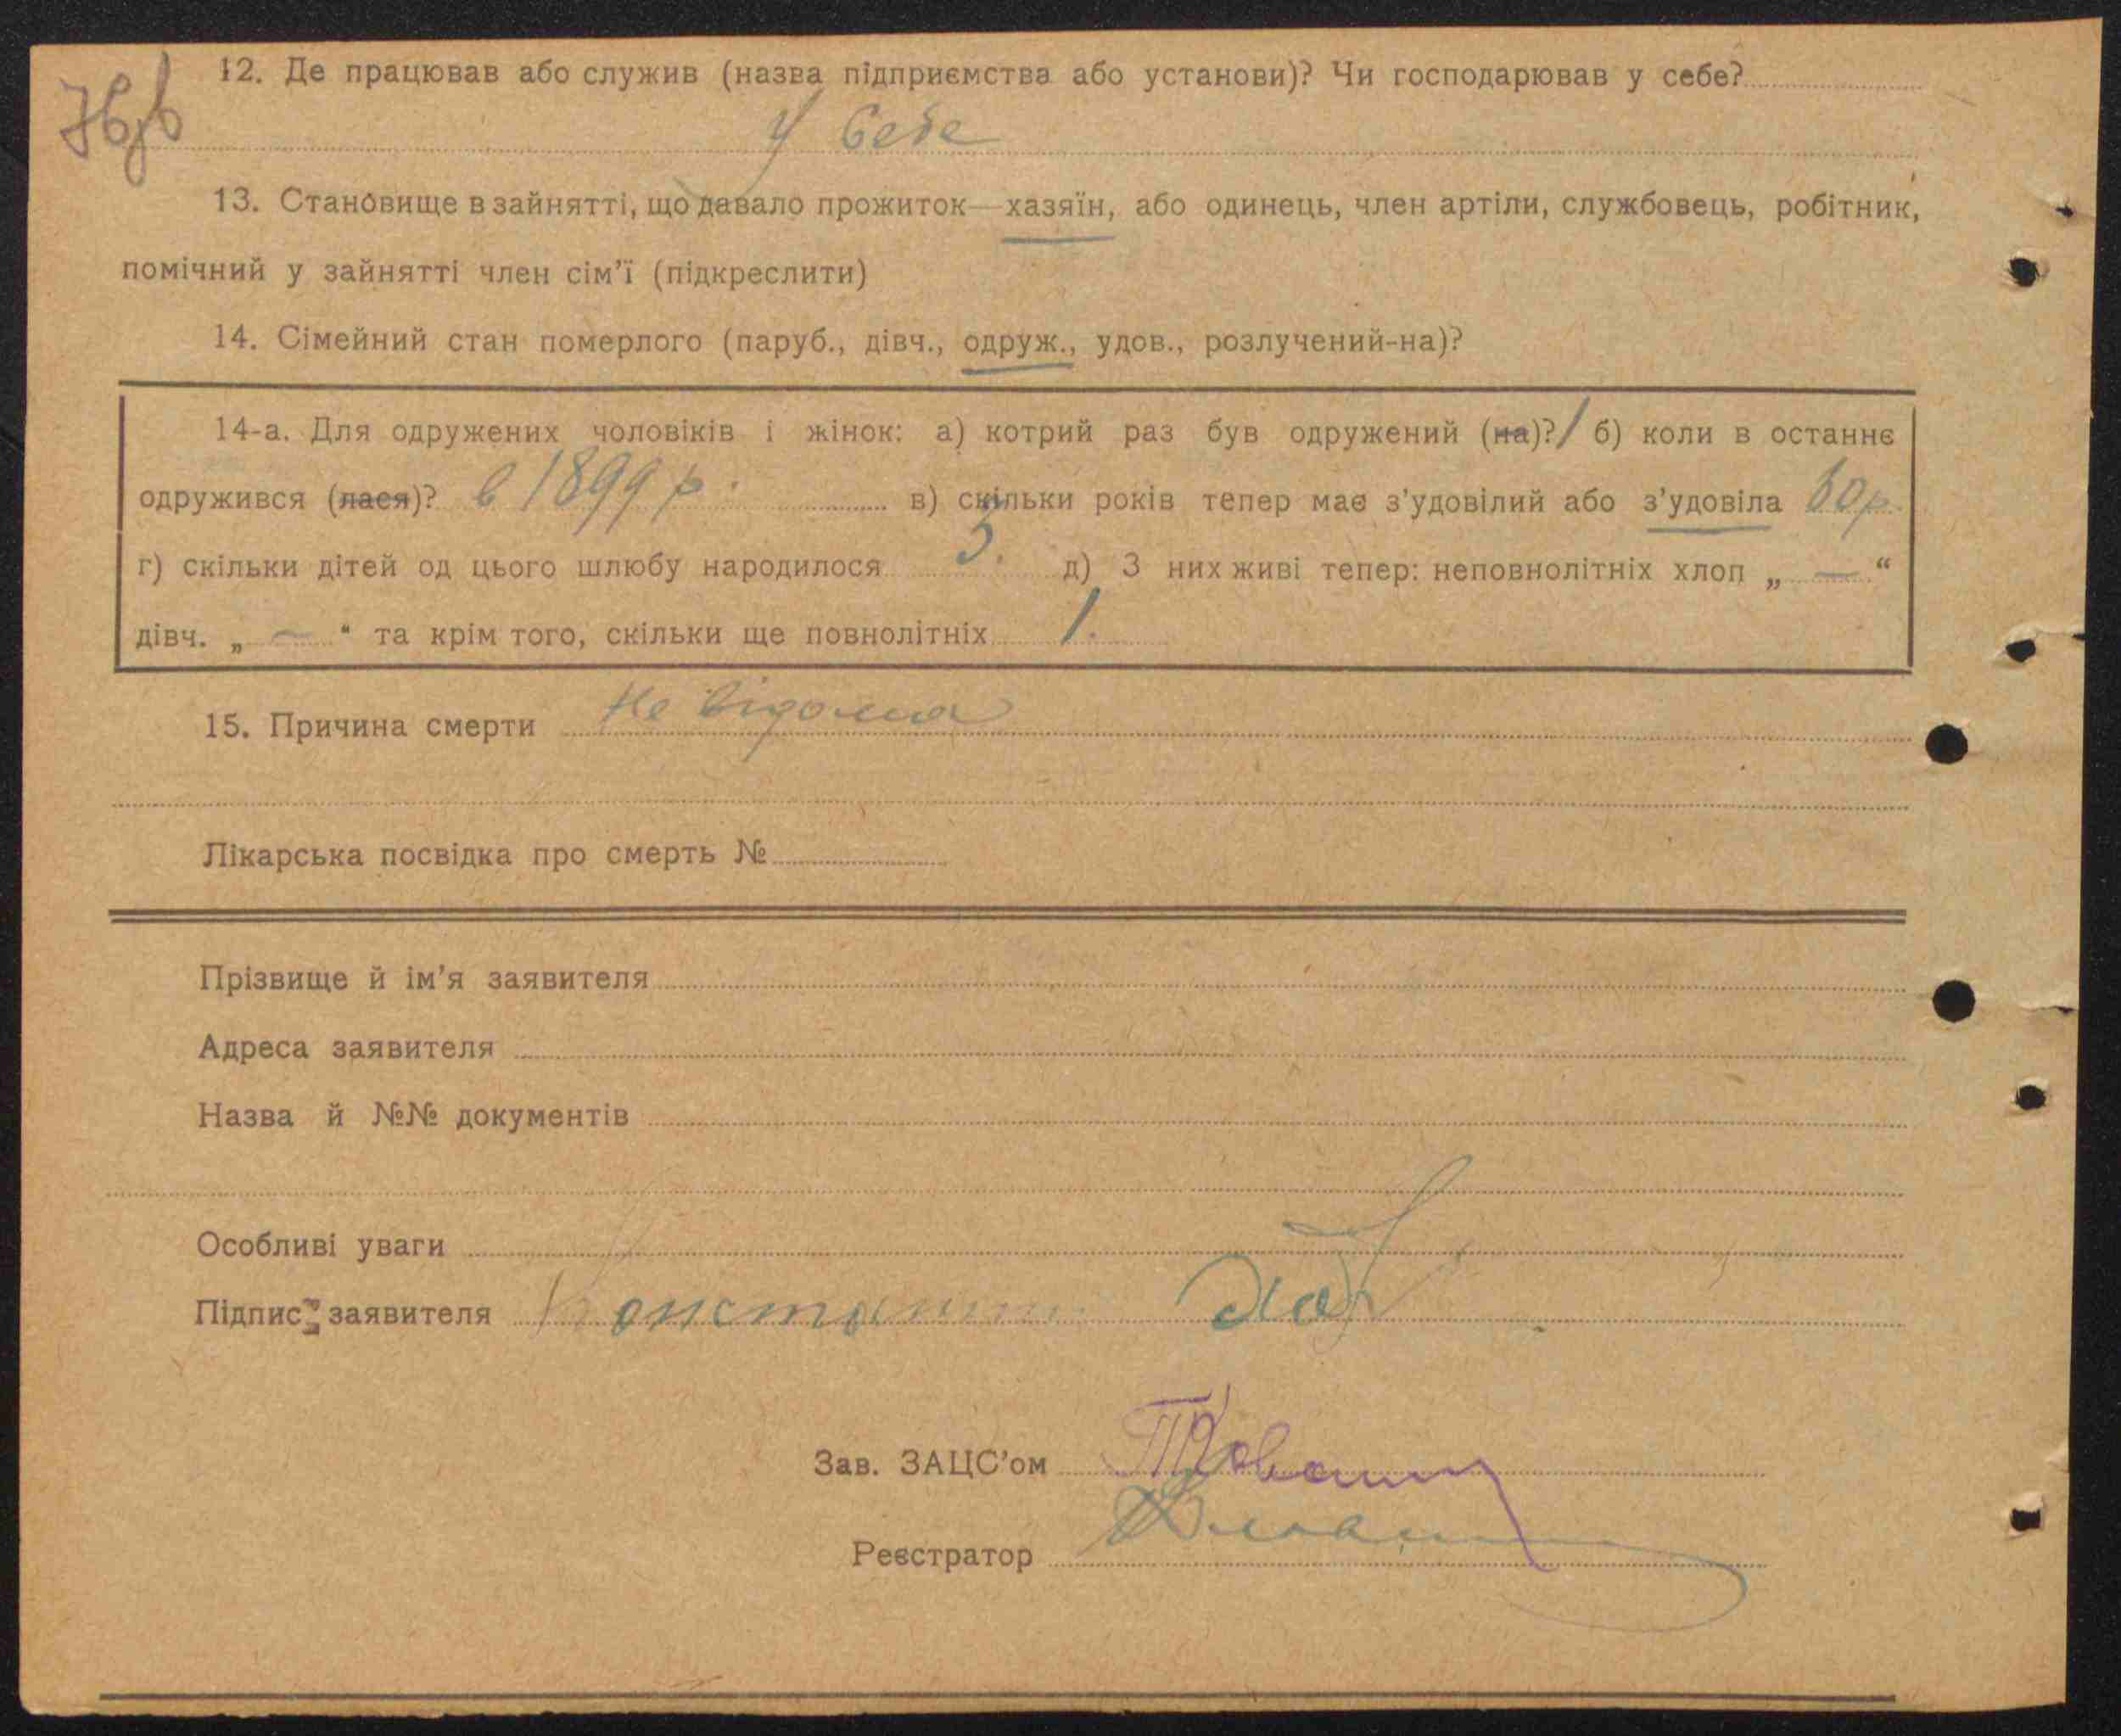 12. Де працював або служив (назва підприємства або установи)? Чи господарював у себе?
у себе
13. Становище в зайнятті, що давало прожиток—хазяїн, або одинець, член артіли, службовець, робітник,
помічний у зайнятті член сім'ї (підкреслити)
14. Сімейний стан померлого (паруб., дівч., одруж., удов., розлучений-на)?
14-а. Для одружених чоловіків і жінок: а) котрий раз був одружений (на)? 1 б) коли в останнє
одружився (лася)? в 1899 р. в) скільки років тепер має з'удовілий або з'удовіла 60 р.
г) скільки дітей од цього шлюбу народилося 5. д) З них живі тепер: неповнолітніх хлоп „ — “
дівч. „ — “ та крім того, скільки ще повнолітніх 1.
15. Причина смерти Не відома
Лікарська посвідка про смерть №
Прізвище й ім'я заявителя
Адреса заявителя
Назва й №№ документів
Особливі уваги
Підпис заявителя
Зав. ЗАЦС'ом
Реєстратор